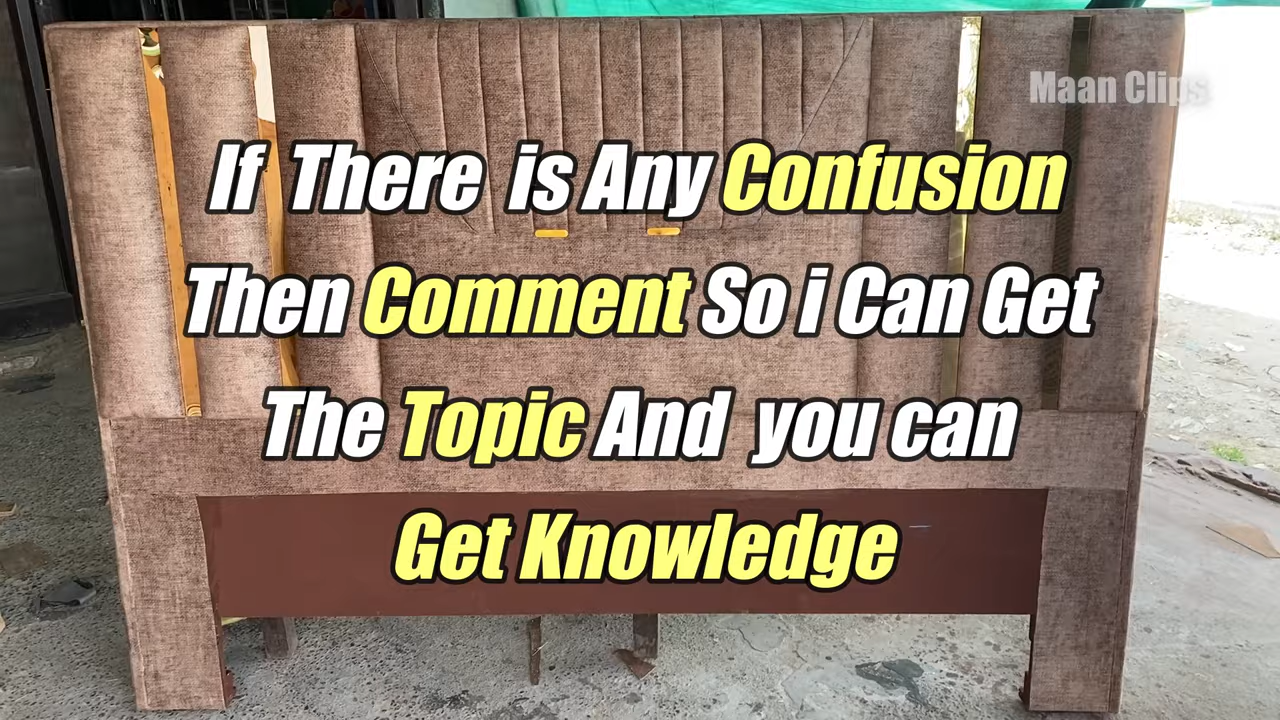 Maan Clips
If There is Any Confusion
Then Comment So i Can Get
The Topic And you can
Get Knowledge